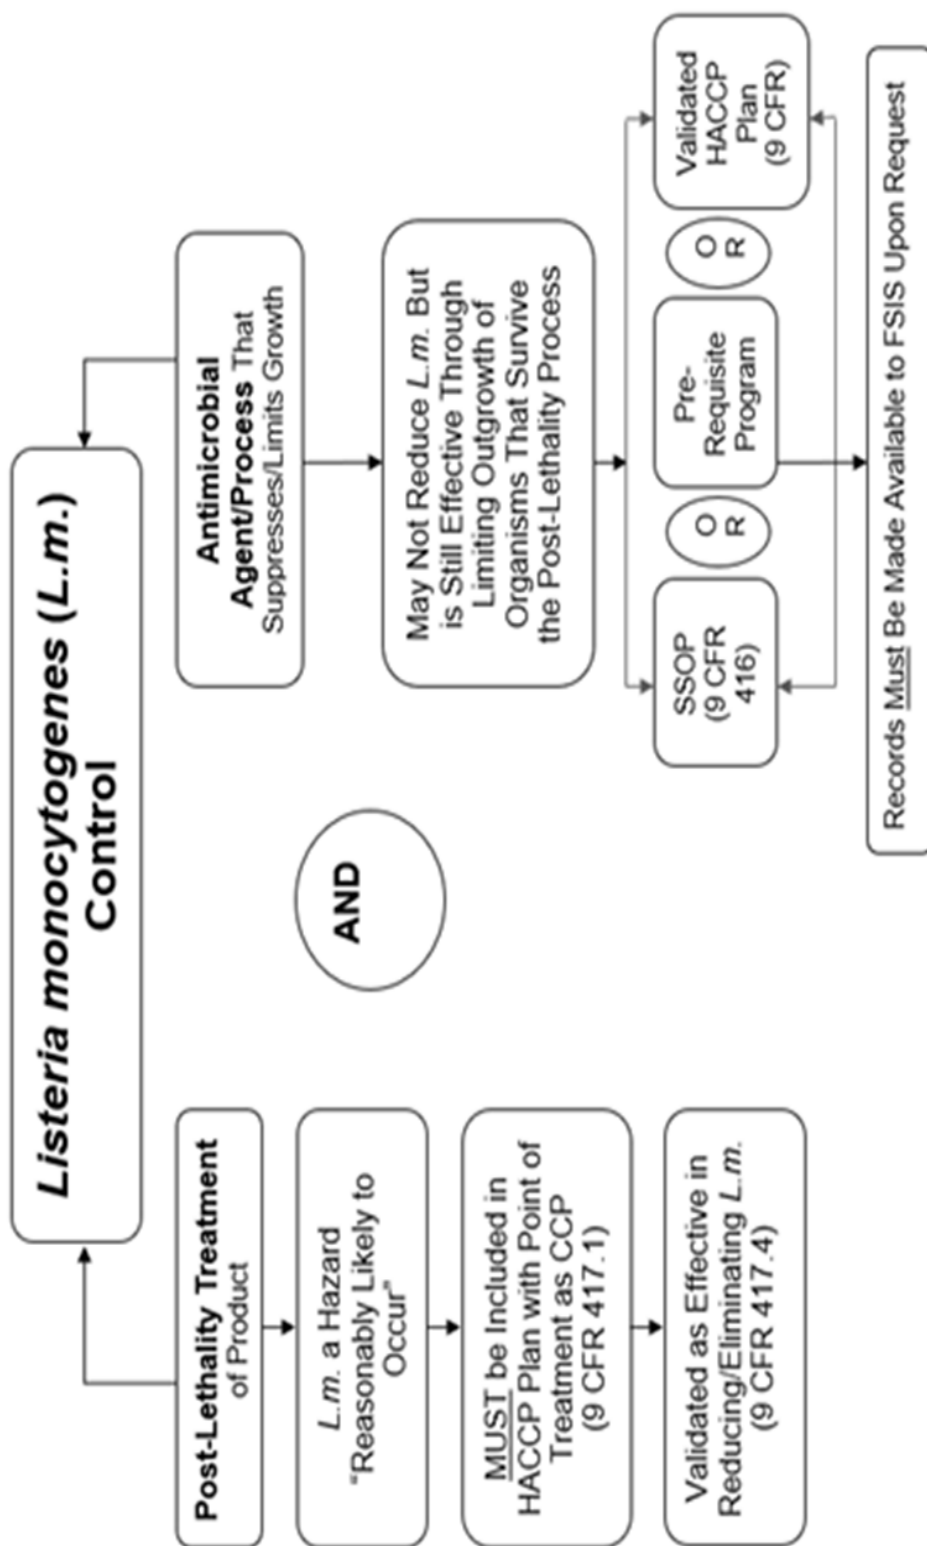 Listeria monocytogenes (L.m.)
Control
Post-Lethality Treatment
of Product
L.m. a Hazard
“Reasonably Likely to
Occur”
MUST be Included in
HACCP Plan with Point of
Treatment as CCP
(9 CFR 417.1)
Validated as Effective in
Reducing/Eliminating L.m.
(9 CFR 417.4)
AND
Antimicrobial
Agent/Process That
Suppresses/Limits Growth
May Not Reduce L.m. But
is Still Effective Through
Limiting Outgrowth of
Organisms That Survive
the Post-Lethality Process
SSOP
(9 CFR
416)
O
R
Pre-
Requisite
Program
O
R
Validated
HACCP
Plan
(9 CFR)
Records Must Be Made Available to FSIS Upon Request